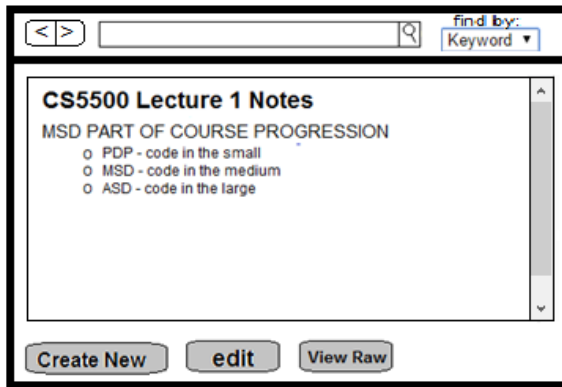 < >
find by:
Keyword
CS5500 Lecture 1 Notes
MSD PART OF COURSE PROGRESSION
o PDP - code in the small
o MSD - code in the medium
o ASD - code in the large
Create New
edit
View Raw